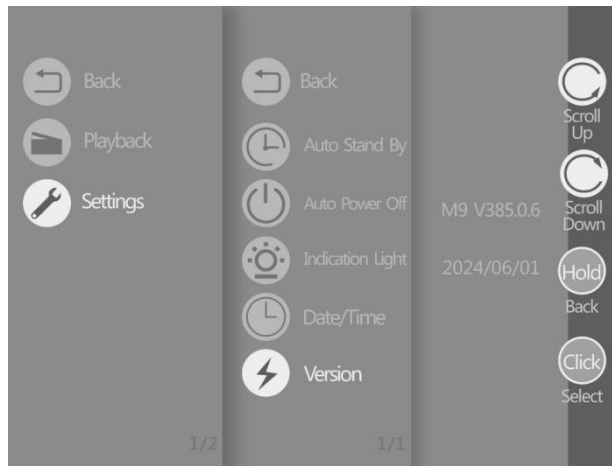 Back
Playback
Settings
1/2
Back
Auto Stand By
Auto Power Off
Indication Light
Date/Time
Version
1/1
M9 V385.0.6
2024/06/01
Scroll
Up
Scroll
Down
Hold
Back
Click
Select